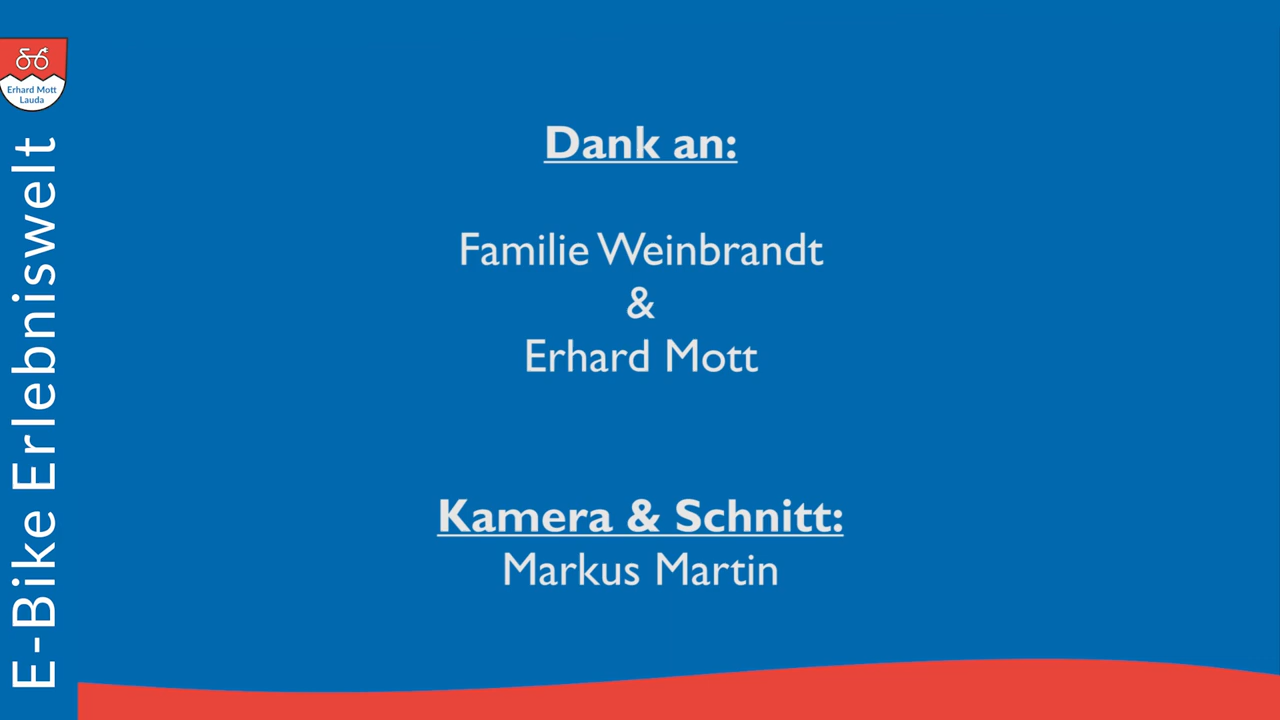 Erhard Mott
Lauda
E-Bike Erlebniswelt
Dank an:
Familie Weinbrandt
&
Erhard Mott
Kamera & Schnitt:
Markus Martin